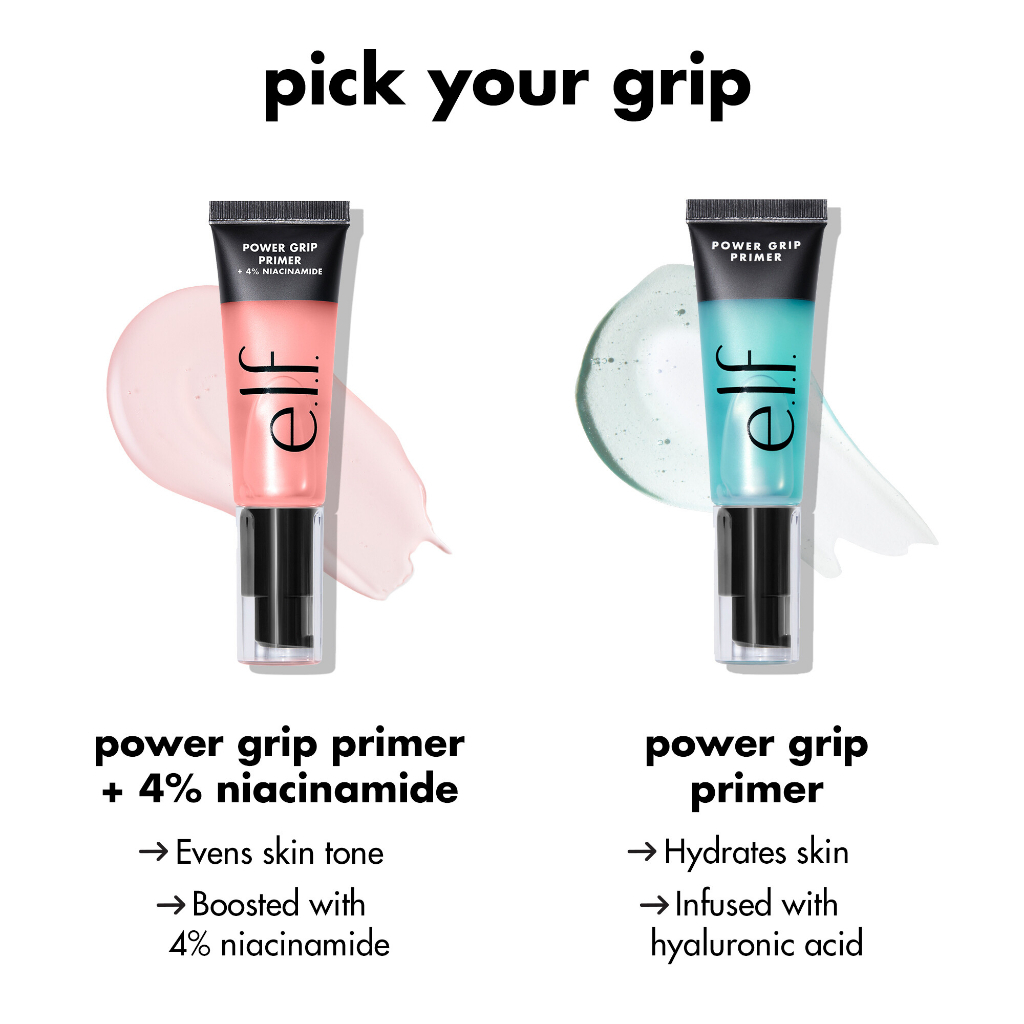 pick your grip
POWER GRIP
PRIMER
+ 4% NIACINAMIDE
e.l.f.
POWER GRIP
PRIMER
e.l.f.
power grip primer
+ 4% niacinamide
→ Evens skin tone
→ Boosted with
4% niacinamide
power grip
primer
→ Hydrates skin
→ Infused with
hyaluronic acid